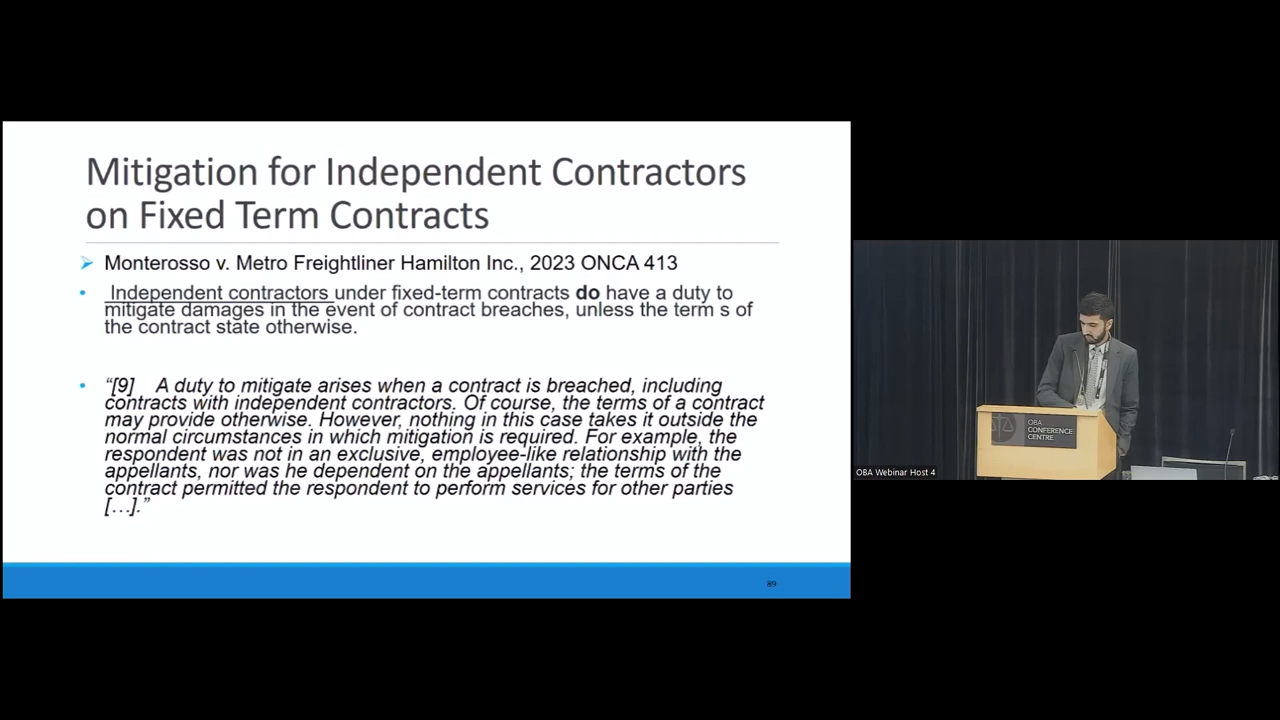 Mitigation for Independent Contractors
on Fixed Term Contracts
Monterosso v. Metro Freightliner Hamilton Inc., 2023 ONCA 413
Independent contractors under fixed-term contracts do have a duty to
mitigate damages in the event of contract breaches, unless the term s of
the contract state otherwise.
“[9] A duty to mitigate arises when a contract is breached, including
contracts with independent contractors. Of course, the terms of a contract
may provide otherwise. However, nothing in this case takes it outside the
normal circumstances in which mitigation is required. For example, the
respondent was not in an exclusive, employee-like relationship with the
appellants, nor was he dependent on the appellants; the terms of the
contract permitted the respondent to perform services for other parties
[…].”
89
OBA
CONFERENCE
CENTRE
OBA Webinar Host 4